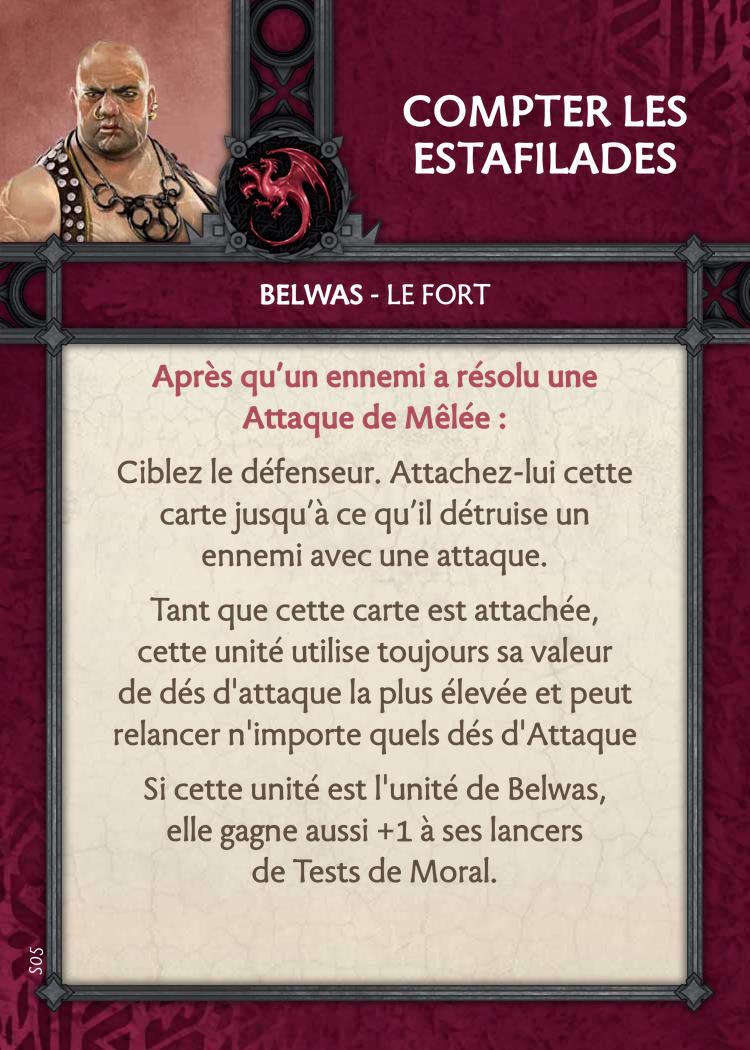 COMPTER LES
ESTAFILADES
BELWAS - LE FORT
Après qu’un ennemi a résolu une
Attaque de Mêlée :
Ciblez le défenseur. Attachez-lui cette
carte jusqu’à ce qu’il détruise un
ennemi avec une attaque.
Tant que cette carte est attachée,
cette unité utilise toujours sa valeur
de dés d'attaque la plus élevée et peut
relancer n'importe quels dés d'Attaque
Si cette unité est l'unité de Belwas,
elle gagne aussi +1 à ses lancers
de Tests de Moral.
S05